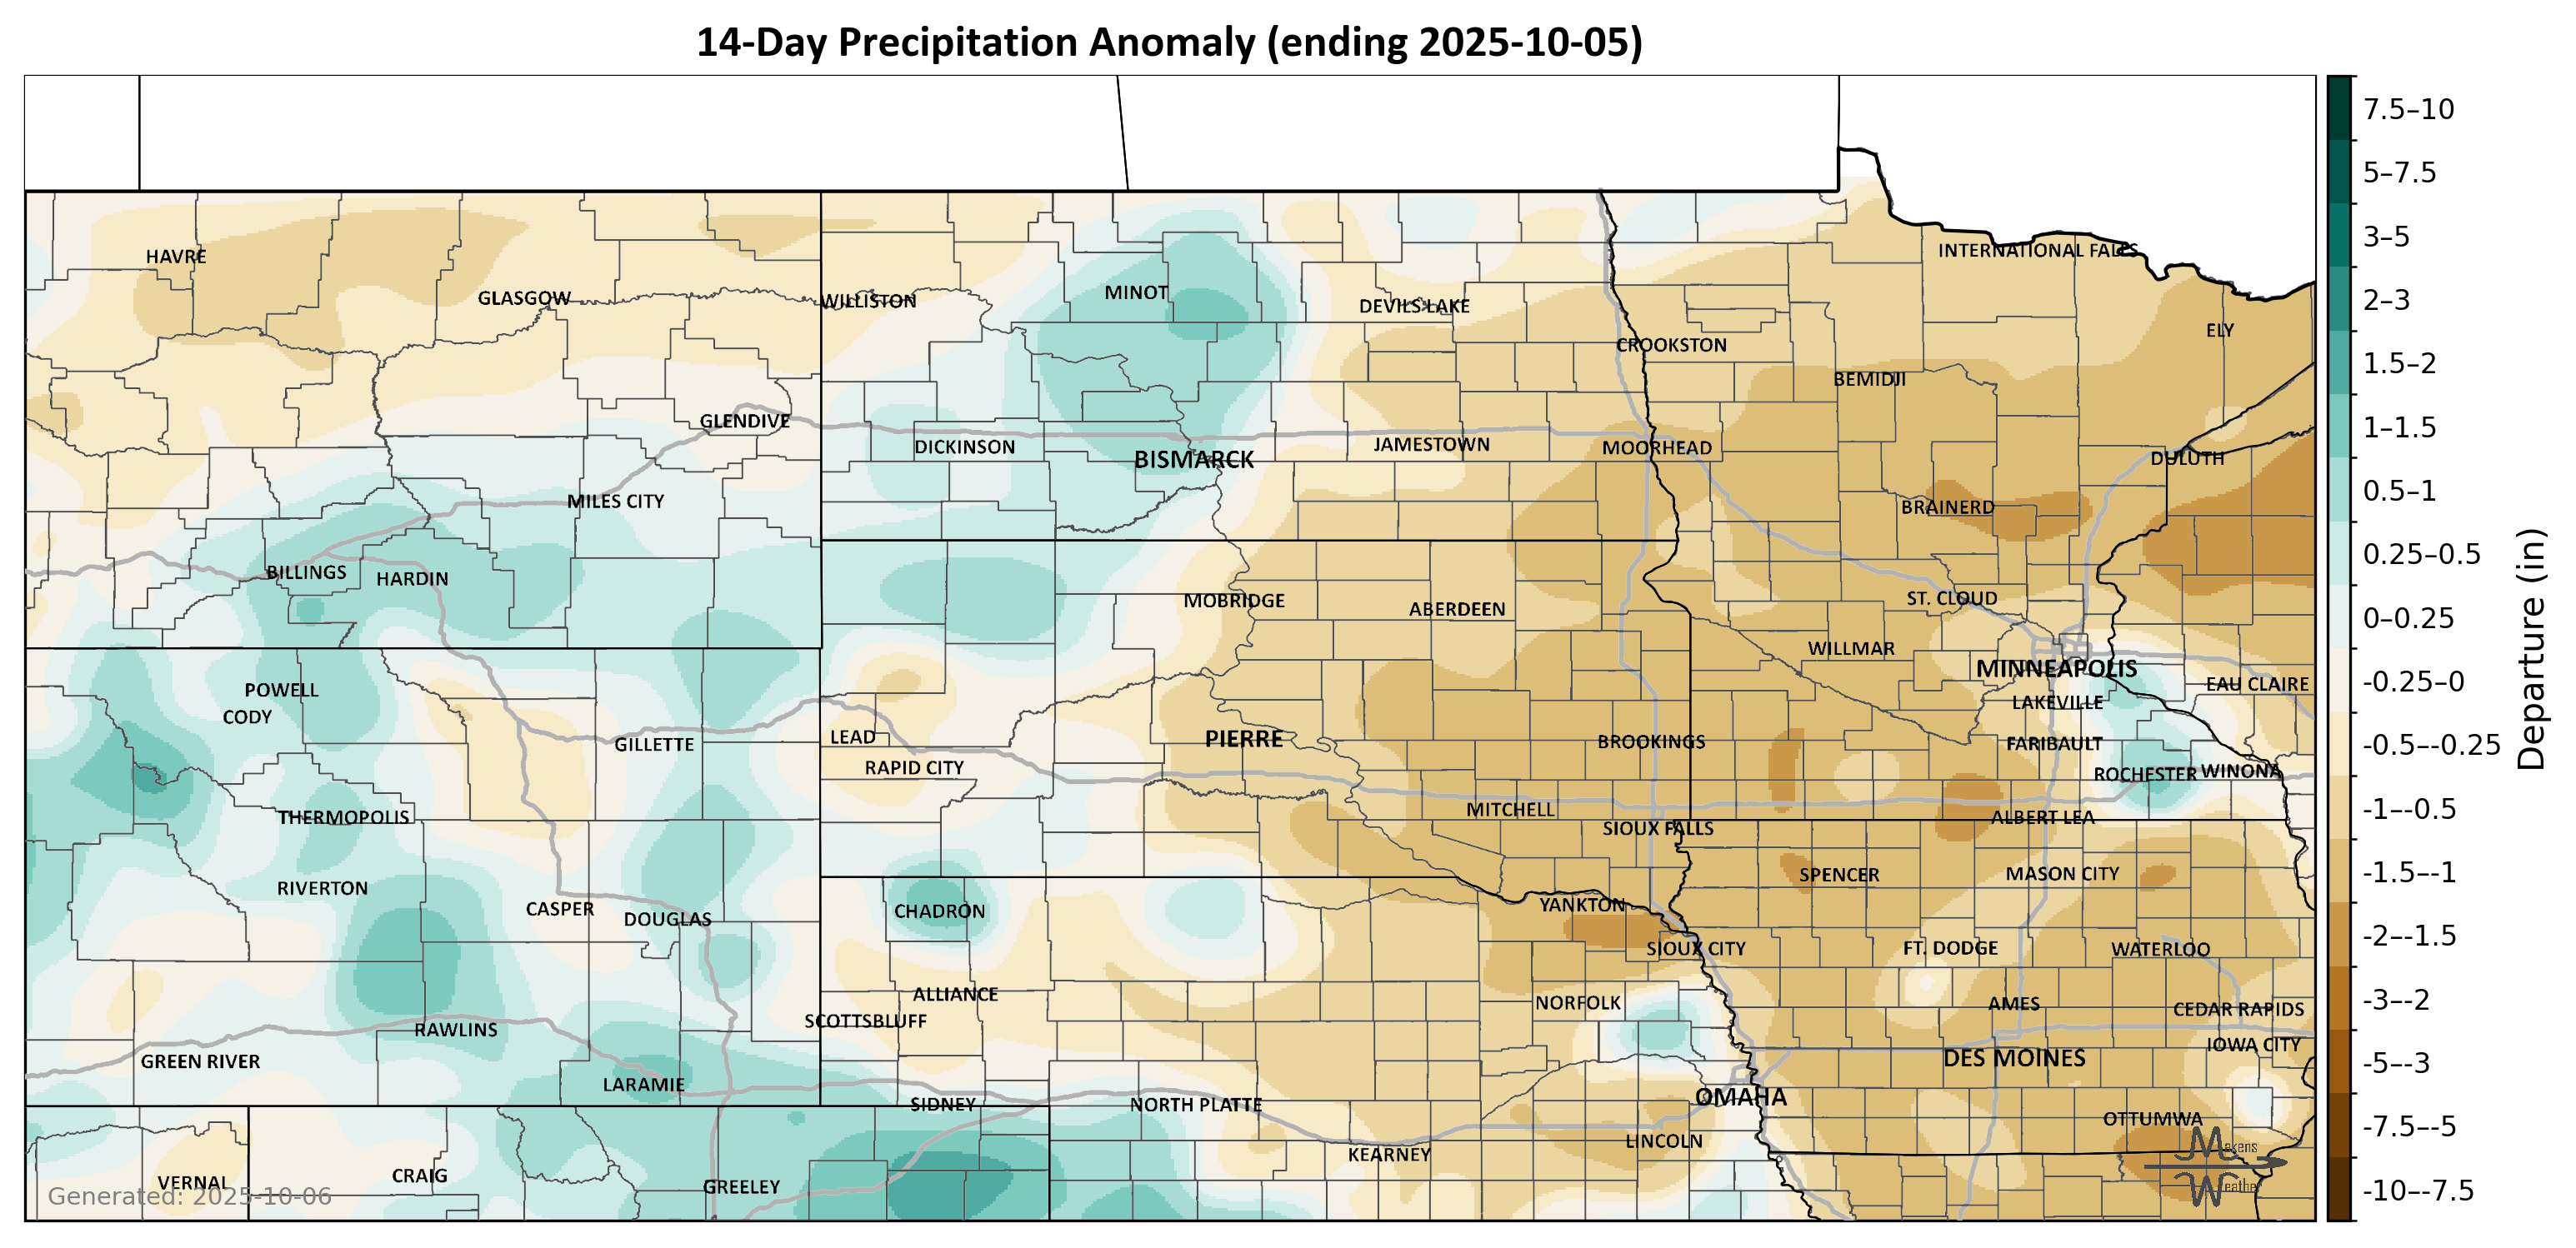 14-Day Precipitation Anomaly (ending 2025-10-05)
INTERNATIONAL FALLS
HAVRE
MINOT
GLASGOW
WILLISTON
DEVILS LAKE
ELY
CROOKSTON
BEMIDJI
GLENDIVE
DICKINSON
JAMESTOWN
MOORHEAD
BISMARCK
DULUTH
MILES CITY
BRAINERD
BILLINGS
HARDIN
MOBRIDGE
ABERDEEN
ST. CLOUD
WILLMAR
MINNEAPOLIS
POWELL
EAU CLAIRE
CODY
LAKEVILLE
GILLETTE
LEAD
PIERRE
BROOKINGS
FARIBAULT
RAPID CITY
ROCHESTER
WINONA
THERMOPOLIS
MITCHELL
SIOUX FALLS
ALBERT LEA
RIVERTON
SPENCER
MASON CITY
CASPER
DOUGLAS
CHADRON
YANKTON
SIOUX CITY
FT. DODGE
WATERLOO
ALLIANCE
NORFOLK
AMES
CEDAR RAPIDS
SCOTTSBLUFF
RAWLINS
IOWA CITY
GREEN RIVER
DES MOINES
LARAMIE
SIDNEY
NORTH PLATTE
OMAHA
OTTUMWA
LINCOLN
KEARNEY
VERNAL
CRAIG
GREELEY
Generated: 2025-10-06
Makens
Weather
7.5–10
5–7.5
3–5
2–3
1.5–2
1–1.5
0.5–1
0.25–0.5
0–0.25
-0.25–0
-0.5–-0.25
-1–-0.5
-1.5–-1
-2–-1.5
-3–-2
-5–-3
-7.5–-5
-10–-7.5
Departure (in)